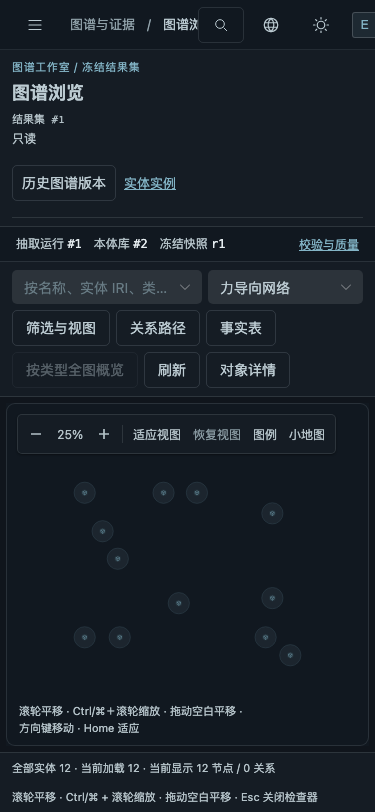 图谱与证据 / 图谱浏
E
图谱工作室 / 冻结结果集
图谱浏览
结果集 #1
只读
历史图谱版本 实体实例
抽取运行 #1 本体库 #2 冻结快照 r1 校验与质量
按名称、实体 IRI、类... 力导向网络
筛选与视图 关系路径 事实表
按类型全图概览 刷新 对象详情
− 25% + 适应视图 恢复视图 图例 小地图
滚轮平移 · Ctrl/⌘＋滚轮缩放 · 拖动空白平移 ·
方向键移动 · Home 适应
全部实体 12 · 当前加载 12 · 当前显示 12 节点 / 0 关系
滚轮平移 · Ctrl/⌘ + 滚轮缩放 · 拖动空白平移 · Esc 关闭检查器